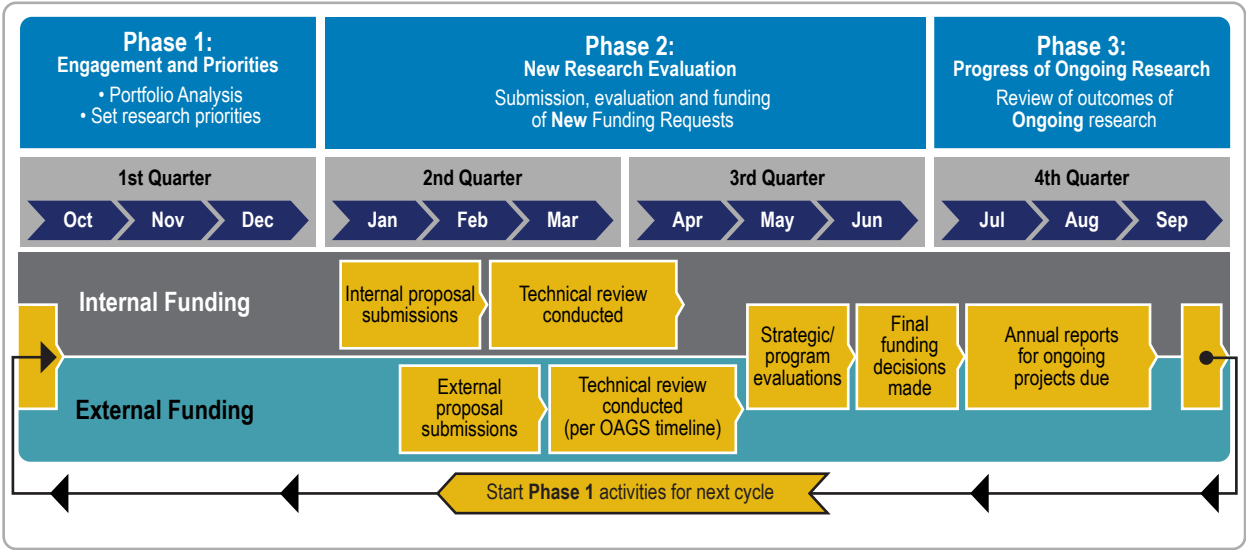 Phase 1:
Engagement and Priorities
• Portfolio Analysis
• Set research priorities
Phase 2:
New Research Evaluation
Submission, evaluation and funding
of New Funding Requests
Phase 3:
Progress of Ongoing Research
Review of outcomes of
Ongoing research
1st Quarter
Oct
Nov
Dec
2nd Quarter
Jan
Feb
Mar
3rd Quarter
Apr
May
Jun
4th Quarter
Jul
Aug
Sep
Internal Funding
Internal proposal
submissions
Technical review
conducted
External Funding
External
proposal
submissions
Technical review
conducted
(per OAGS timeline)
Strategic/
program
evaluations
Final
funding
decisions
made
Annual reports
for ongoing
projects due
Start Phase 1 activities for next cycle